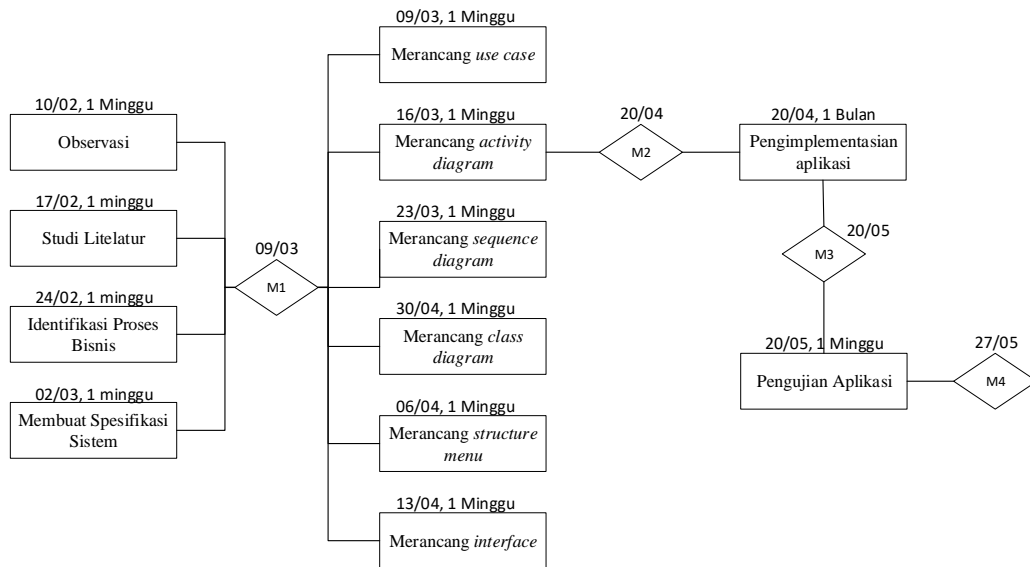 10/02, 1 Minggu
Observasi
17/02, 1 minggu
Studi Litelatur
24/02, 1 minggu
Identifikasi Proses
Bisnis
02/03, 1 minggu
Membuat Spesifikasi
Sistem
09/03
M1
09/03, 1 Minggu
Merancang use case
16/03, 1 Minggu
Merancang activity
diagram
23/03, 1 Minggu
Merancang sequence
diagram
30/04, 1 Minggu
Merancang class
diagram
06/04, 1 Minggu
Merancang structure
menu
13/04, 1 Minggu
Merancang interface
20/04
M2
20/04, 1 Bulan
Pengimplementasian
aplikasi
20/05
M3
20/05, 1 Minggu
Pengujian Aplikasi
27/05
M4